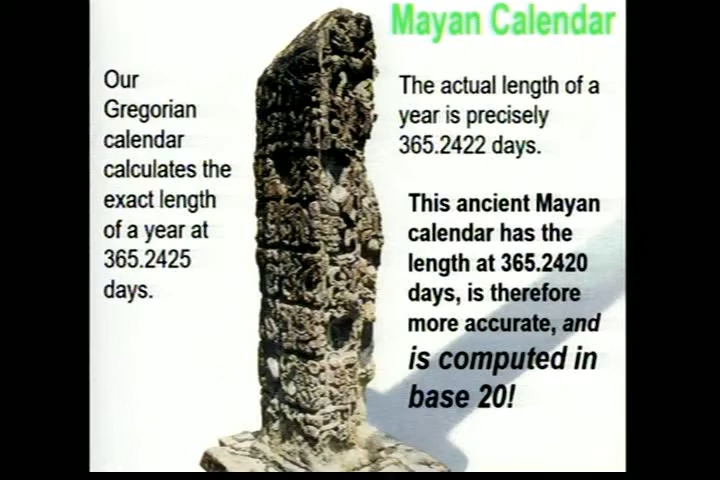 Mayan Calendar
Our
Gregorian
calendar
calculates the
exact length
of a year at
365.2425
days.
The actual length of a
year is precisely
365.2422 days.
This ancient Mayan
calendar has the
length at 365.2420
days, is therefore
more accurate, and
is computed in
base 20!